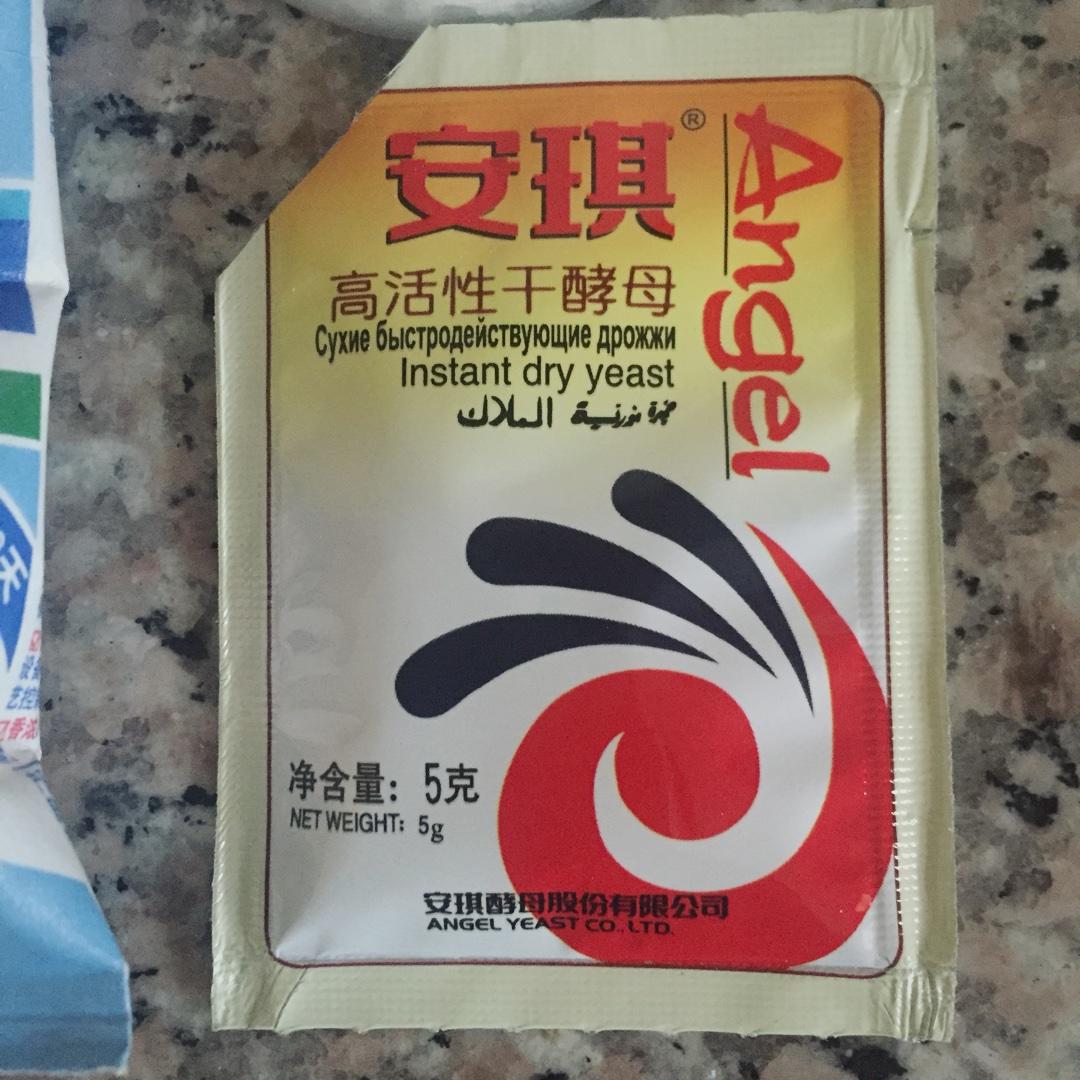 安琪®
Angel
高活性干酵母
Сухие быстродействующие дрожжи
Instant dry yeast
الملاك
净含量：5克
NET WEIGHT: 5g
安琪酵母股份有限公司
ANGEL YEAST CO., LTD.